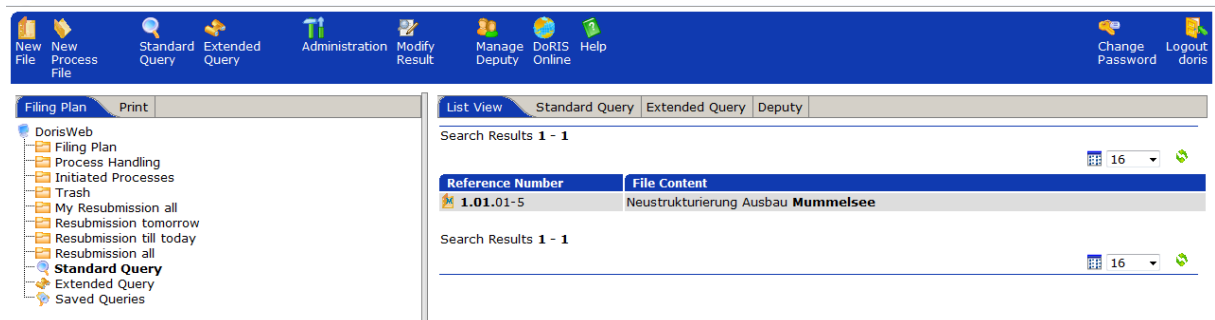 New File
New Process File
Standard Query
Extended Query
Administration
Modify Result
Manage Deputy
DoRIS Online
Help
Change Password
Logout doris
Filing Plan
Print
DorisWeb
Filing Plan
Process Handling
Initiated Processes
Trash
My Resubmission all
Resubmission tomorrow
Resubmission till today
Resubmission all
Standard Query
Extended Query
Saved Queries
List View
Standard Query
Extended Query
Deputy
Search Results 1 - 1
16
Reference Number
File Content
1.01.01-5
Neustrukturierung Ausbau Mummelsee
Search Results 1 - 1
16